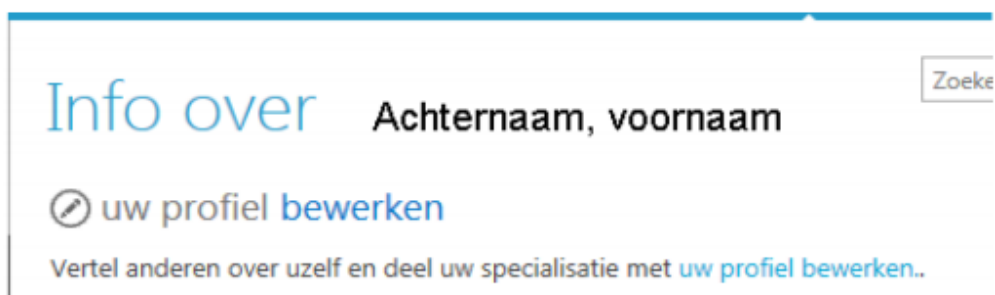 Zoeke
Info over Achternaam, voornaam
uw profiel bewerken
Vertel anderen over uzelf en deel uw specialisatie met uw profiel bewerken..